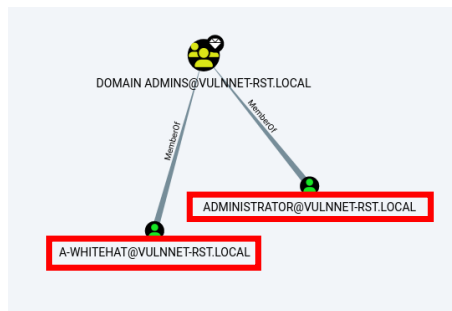 DOMAIN ADMINS@VULNNET-RST.LOCAL
MemberOf
MemberOf
ADMINISTRATOR@VULNNET-RST.LOCAL
A-WHITEHAT@VULNNET-RST.LOCAL